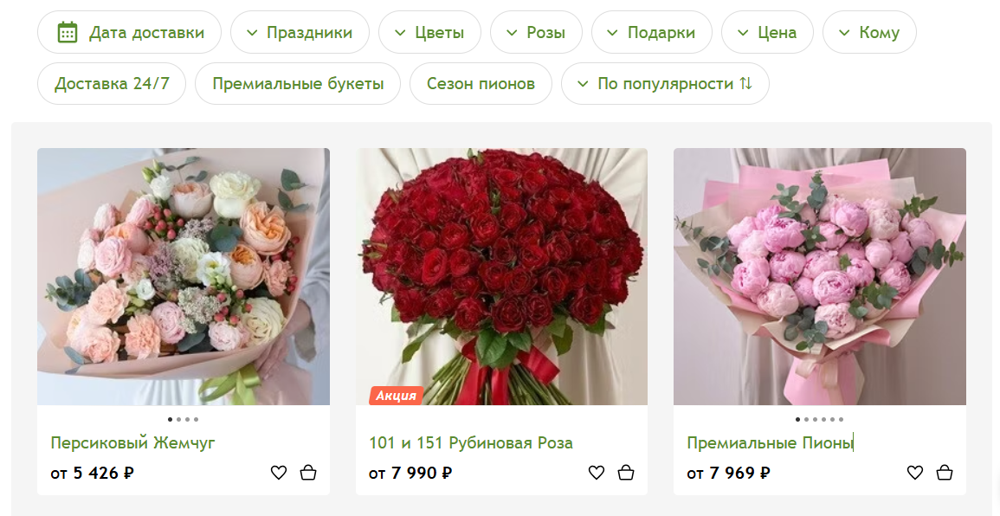 Дата доставки
Праздники
Цветы
Розы
Подарки
Цена
Кому
Доставка 24/7
Премиальные букеты
Сезон пионов
По популярности
Акция
Персиковый Жемчуг
от 5 426 ₽
101 и 151 Рубиновая Роза
от 7 990 ₽
Премиальные Пионы
от 7 969 ₽